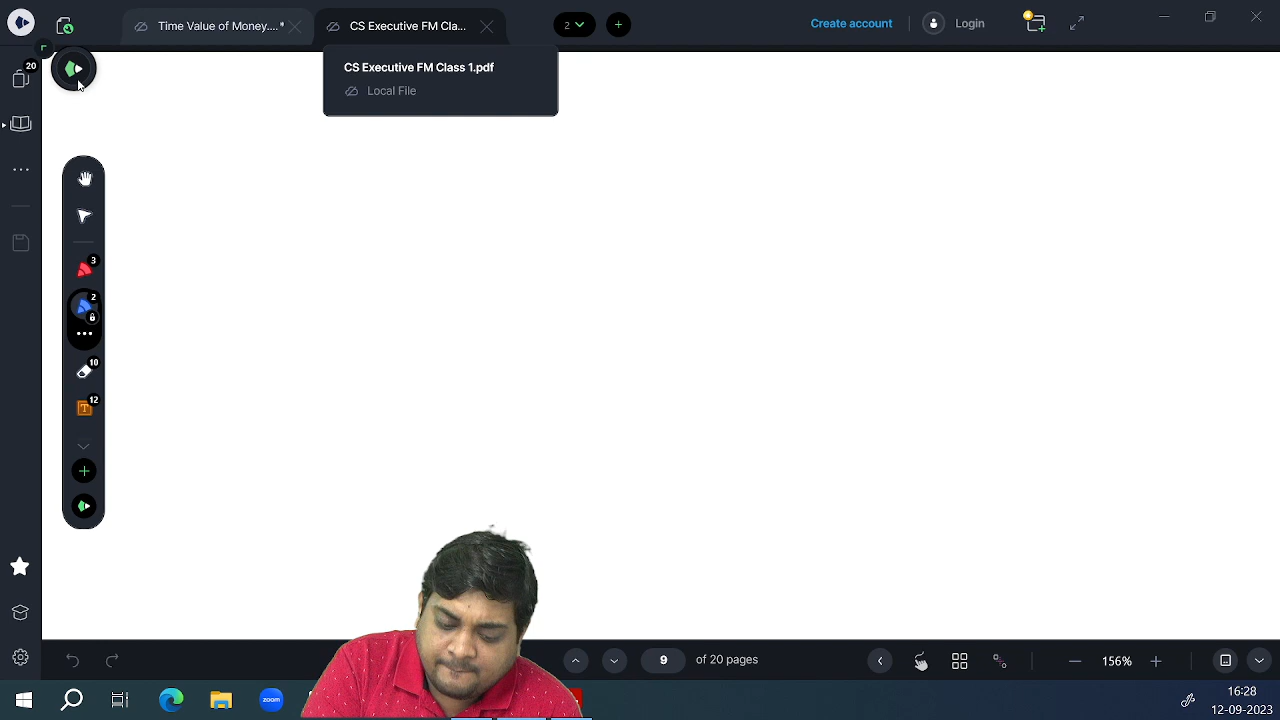 Time Value of Money....*
CS Executive FM Cla...
2
Create account
Login
20
CS Executive FM Class 1.pdf
Local File
3
2
10
T
12
9
of 20 pages
156%
zoom
16:28
12-09-2023